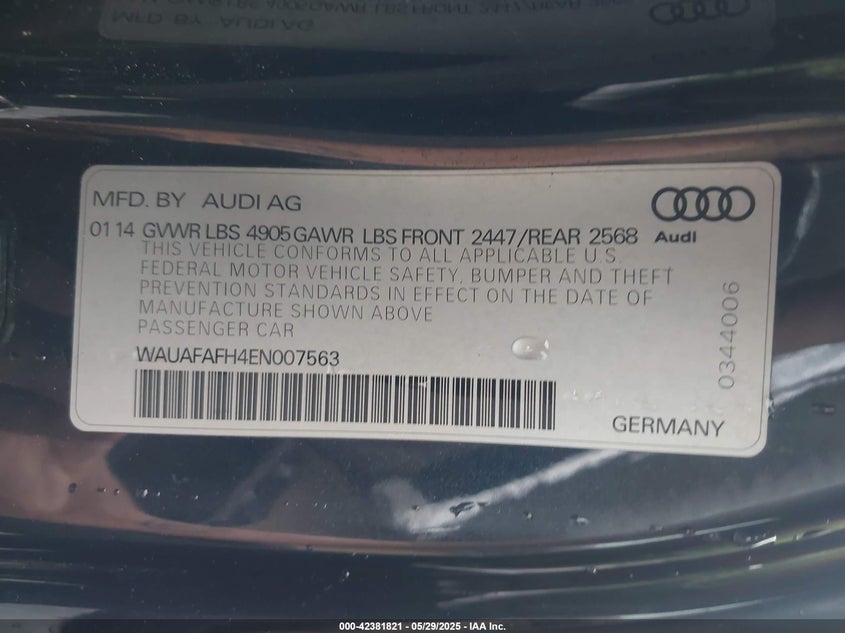 MFD. BY AUDI AG
01 14 GVWR LBS 4905 GAWR LBS FRONT 2447/REAR 2568
Audi
THIS VEHICLE CONFORMS TO ALL APPLICABLE U.S.
FEDERAL MOTOR VEHICLE SAFETY, BUMPER AND THEFT
PREVENTION STANDARDS IN EFFECT ON THE DATE OF
MANUFACTURE SHOWN ABOVE
PASSENGER CAR
WAUAFAFH4EN007563
0344006
GERMANY
000-42381821 - 05/29/2025 - IAA Inc.